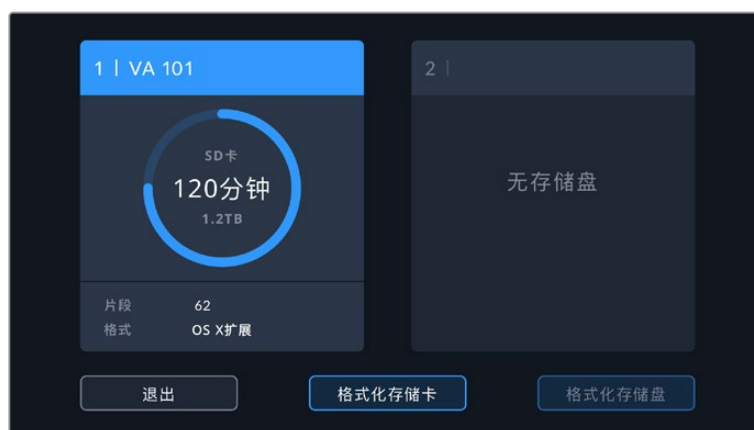 1 | VA 101
2 |
SD卡
120分钟
1.2TB
无存储盘
片段 62
格式 OS X扩展
退出
格式化存储卡
格式化存储盘